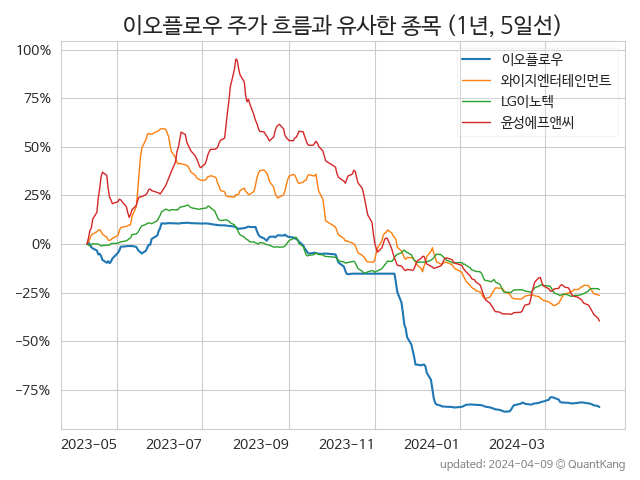 이오플로우 주가 흐름과 유사한 종목 (1년, 5일선)
100%
75%
50%
25%
0%
−25%
−50%
−75%
이오플로우
와이지엔터테인먼트
LG이노텍
윤성에프앤씨
2023-05 2023-07 2023-09 2023-11 2024-01 2024-03
updated: 2024-04-09 © QuantKang